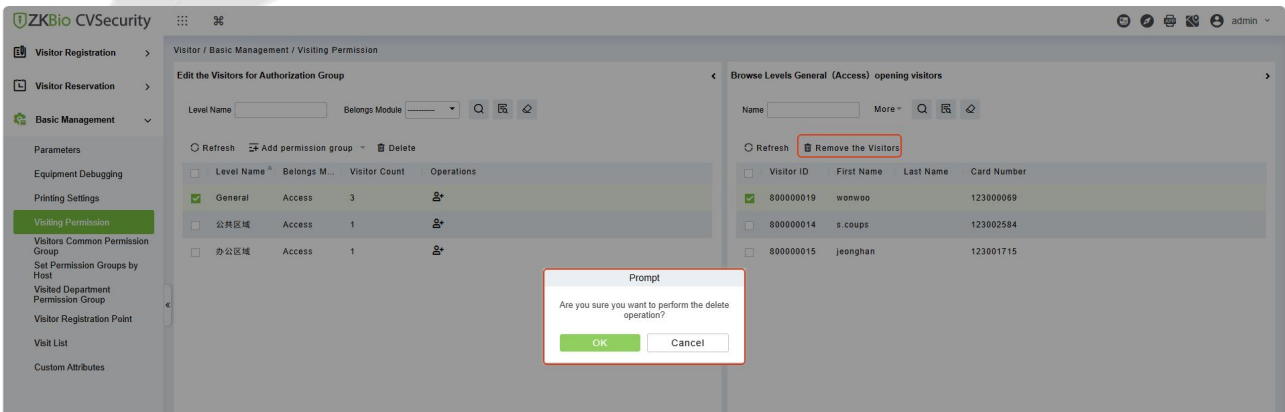 ZKBio CVSecurity
admin
Visitor Registration
Visitor Reservation
Basic Management
Parameters
Equipment Debugging
Printing Settings
Visiting Permission
Visitors Common Permission
Group
Set Permission Groups by
Host
Visited Department
Permission Group
Visitor Registration Point
Visit List
Custom Attributes
Visitor / Basic Management / Visiting Permission
Edit the Visitors for Authorization Group
Level Name Belongs Module ----------
Refresh Add permission group Delete
Level Name Belongs M... Visitor Count Operations
General Access 3
公共区域 Access 1
办公区域 Access 1
Browse Levels General（Access）opening visitors
Name More
Refresh Remove the Visitors
Visitor ID First Name Last Name Card Number
800000019 wonwoo 123000069
800000014 s.coups 123002584
800000015 jeonghan 123001715
Prompt
Are you sure you want to perform the delete
operation?
OK Cancel